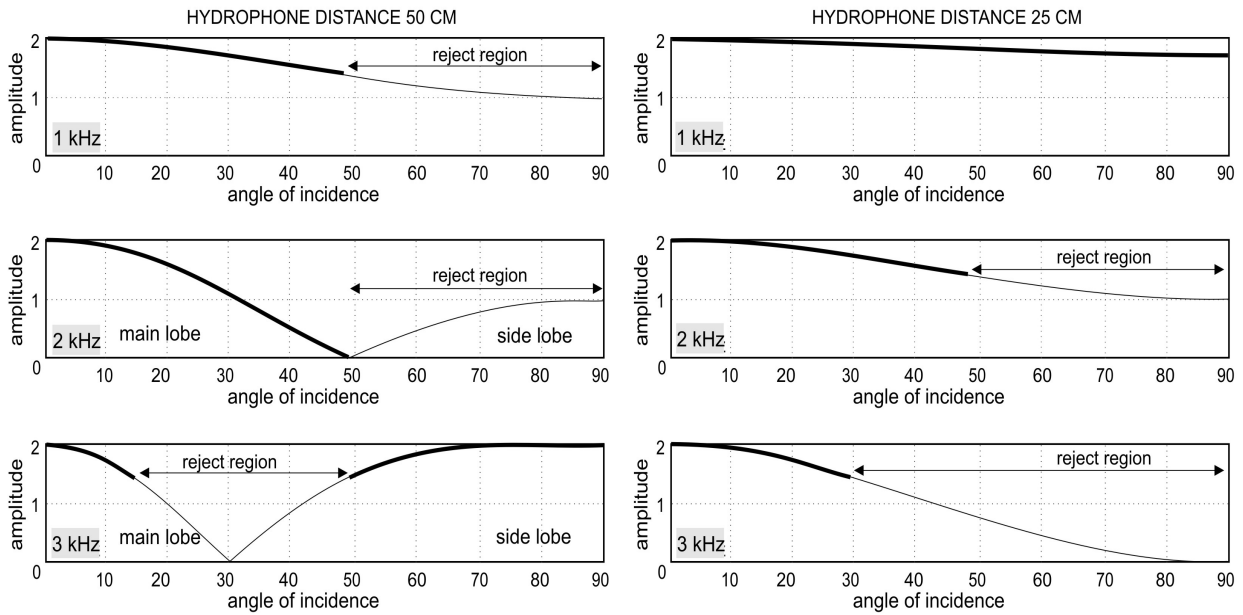 HYDROPHONE DISTANCE 50 CM
2
reject region
amplitude
1
1 kHz
0
10 20 30 40 50 60 70 80 90
angle of incidence
2
reject region
amplitude
1
main lobe
side lobe
2 kHz
0
10 20 30 40 50 60 70 80 90
angle of incidence
2
reject region
amplitude
1
main lobe
side lobe
3 kHz
0
10 20 30 40 50 60 70 80 90
angle of incidence
HYDROPHONE DISTANCE 25 CM
2
amplitude
1
1 kHz
0
10 20 30 40 50 60 70 80 90
angle of incidence
2
reject region
amplitude
1
2 kHz
0
10 20 30 40 50 60 70 80 90
angle of incidence
2
reject region
amplitude
1
3 kHz
0
10 20 30 40 50 60 70 80 90
angle of incidence